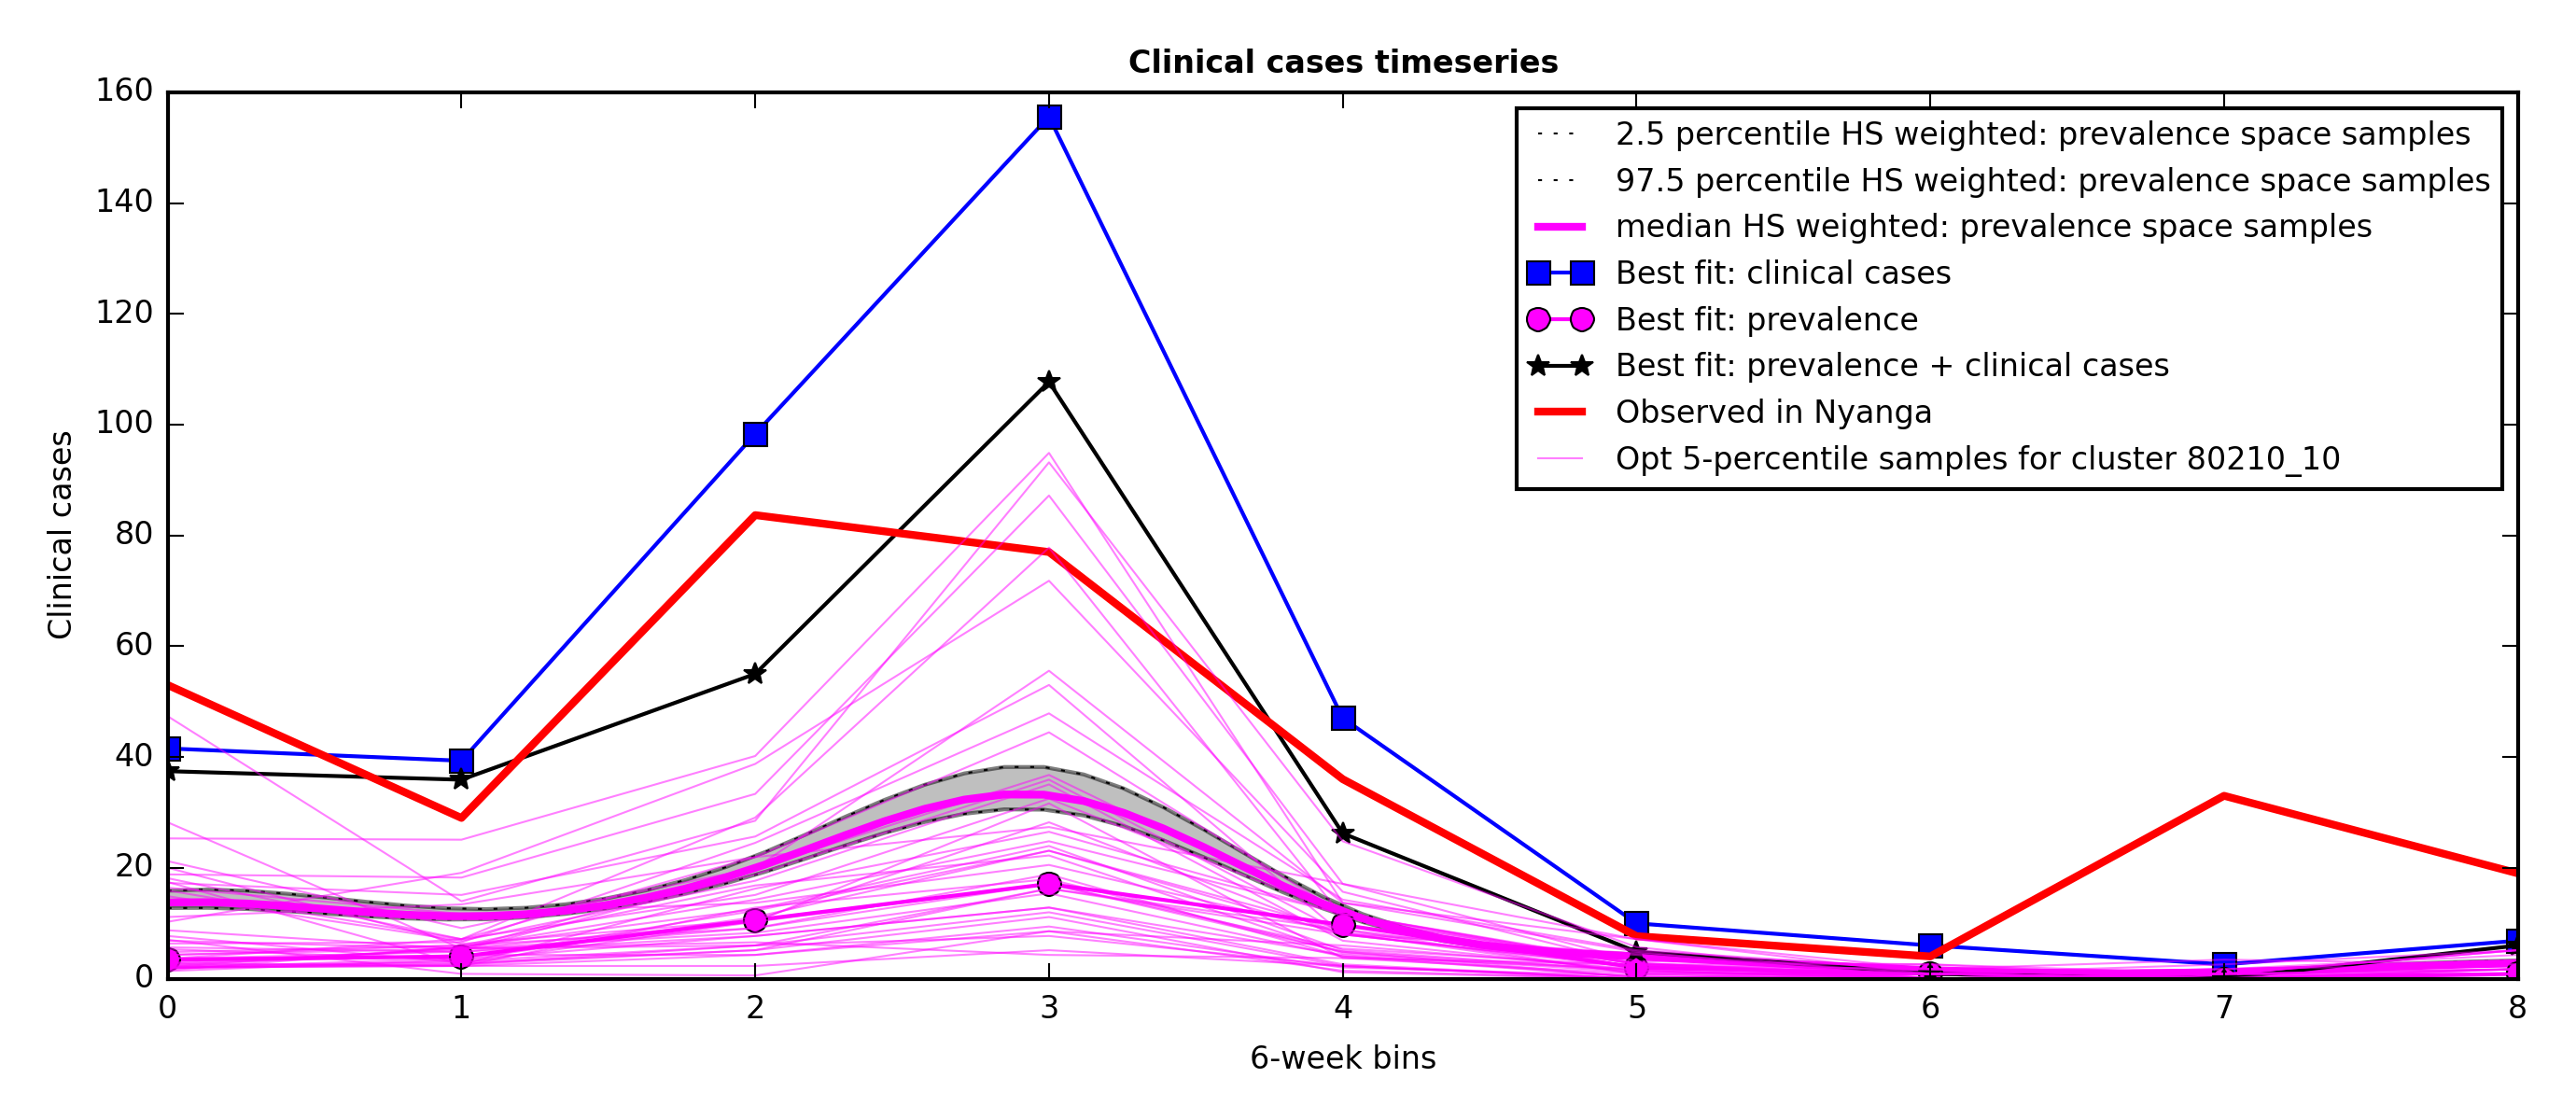 Clinical cases timeseries
160
140
120
100
80
60
40
20
0
Clinical cases
2.5 percentile HS weighted: prevalence space samples
97.5 percentile HS weighted: prevalence space samples
median HS weighted: prevalence space samples
Best fit: clinical cases
Best fit: prevalence
Best fit: prevalence + clinical cases
Observed in Nyanga
Opt 5-percentile samples for cluster 80210_10
0 1 2 3 4 5 6 7 8
6-week bins